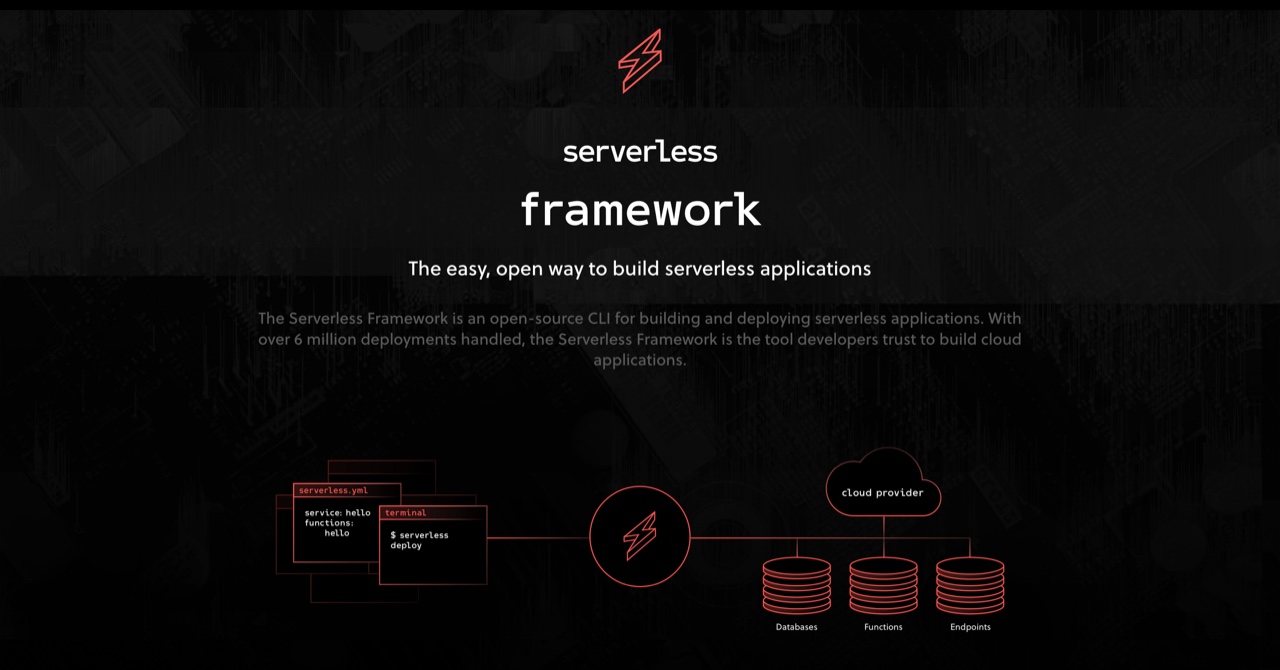 serverless
framework
The easy, open way to build serverless applications
The Serverless Framework is an open-source CLI for building and deploying serverless applications. With
over 6 million deployments handled, the Serverless Framework is the tool developers trust to build cloud
applications.
serverless.yml
service: hello
functions:
hello
terminal
$ serverless
deploy
cloud provider
Databases
Functions
Endpoints